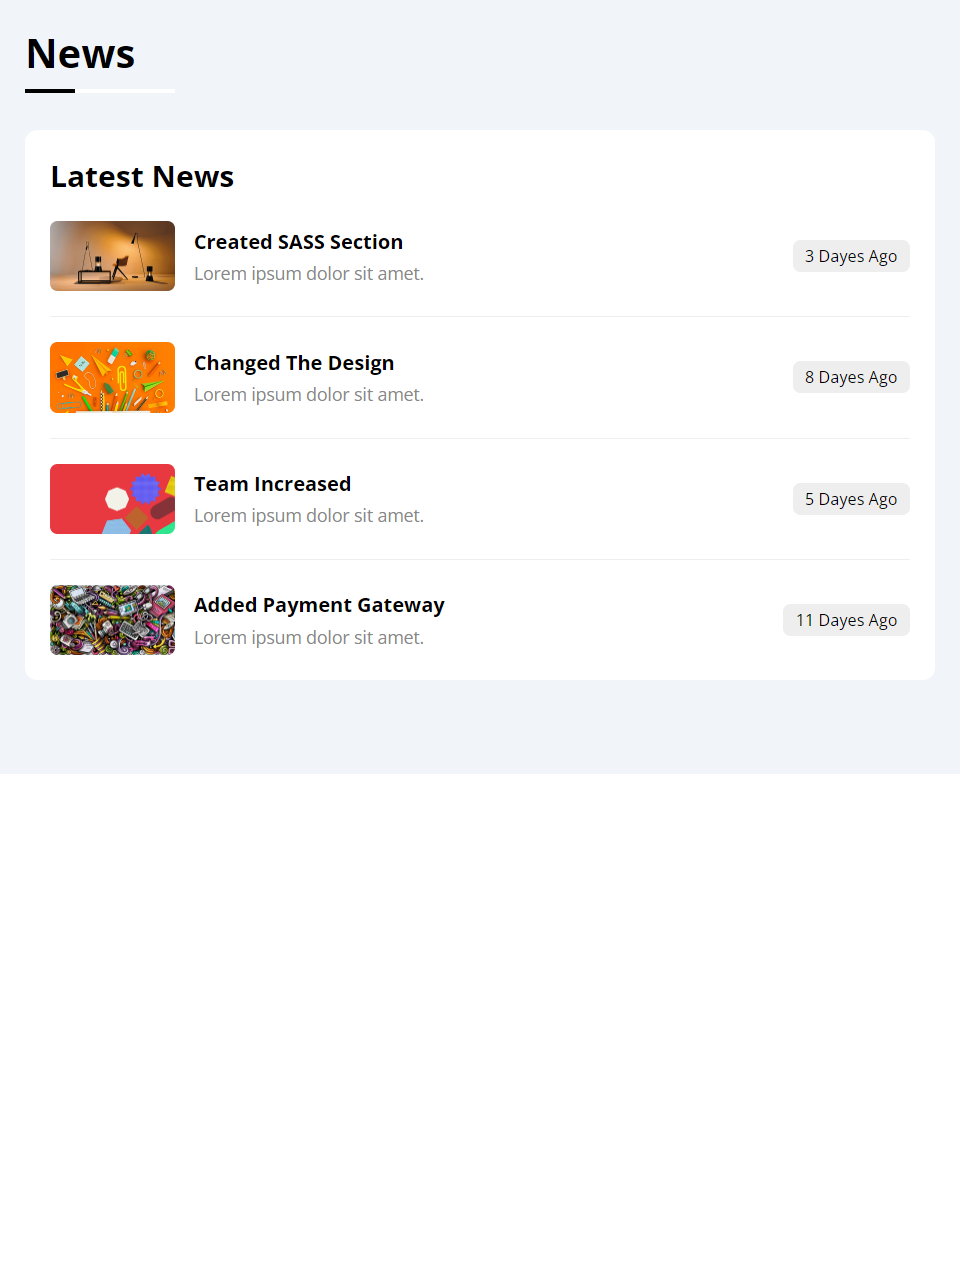 News
Latest News
Created SASS Section
Lorem ipsum dolor sit amet.
3 Dayes Ago
Changed The Design
Lorem ipsum dolor sit amet.
8 Dayes Ago
Team Increased
Lorem ipsum dolor sit amet.
5 Dayes Ago
Added Payment Gateway
Lorem ipsum dolor sit amet.
11 Dayes Ago